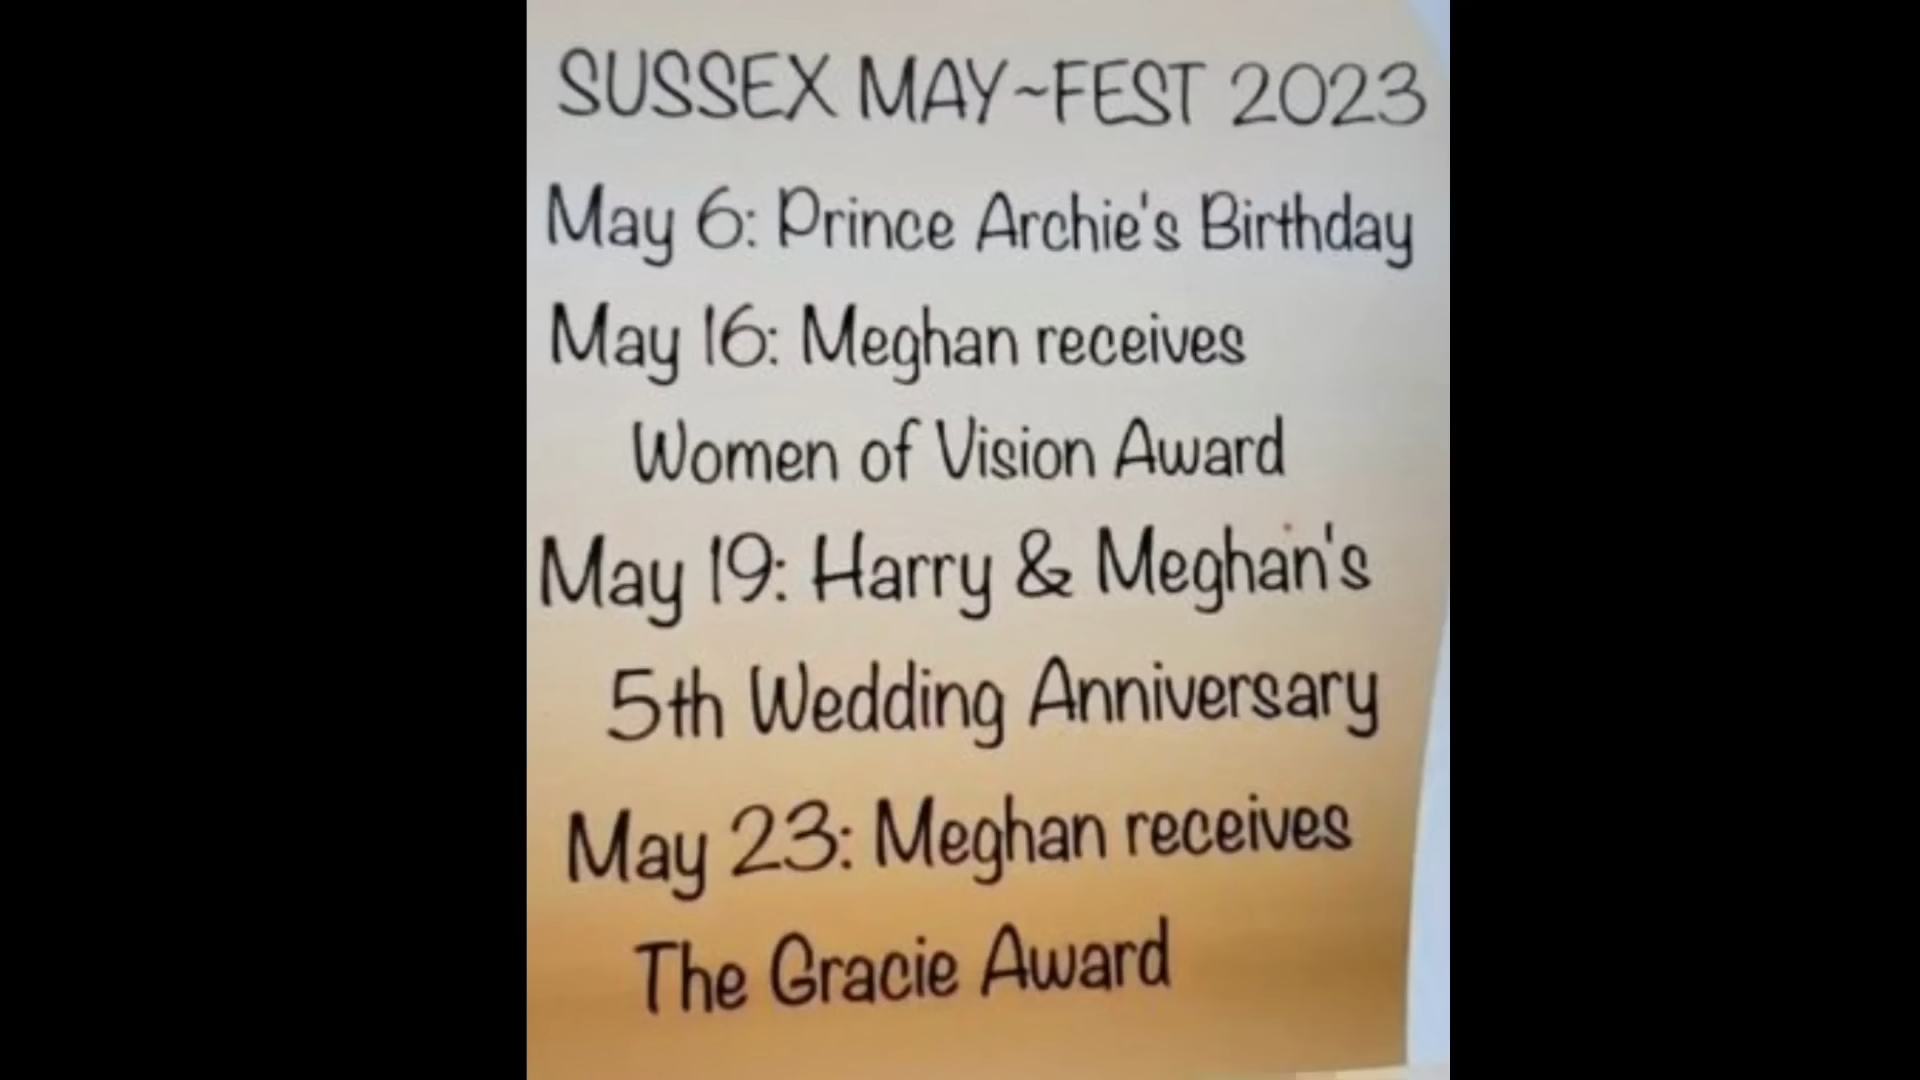 SUSSEX MAY~FEST 2023
May 6: Prince Archie's Birthday
May 16: Meghan receives
Women of Vision Award
May 19: Harry & Meghan's
5th Wedding Anniversary
May 23: Meghan receives
The Gracie Award